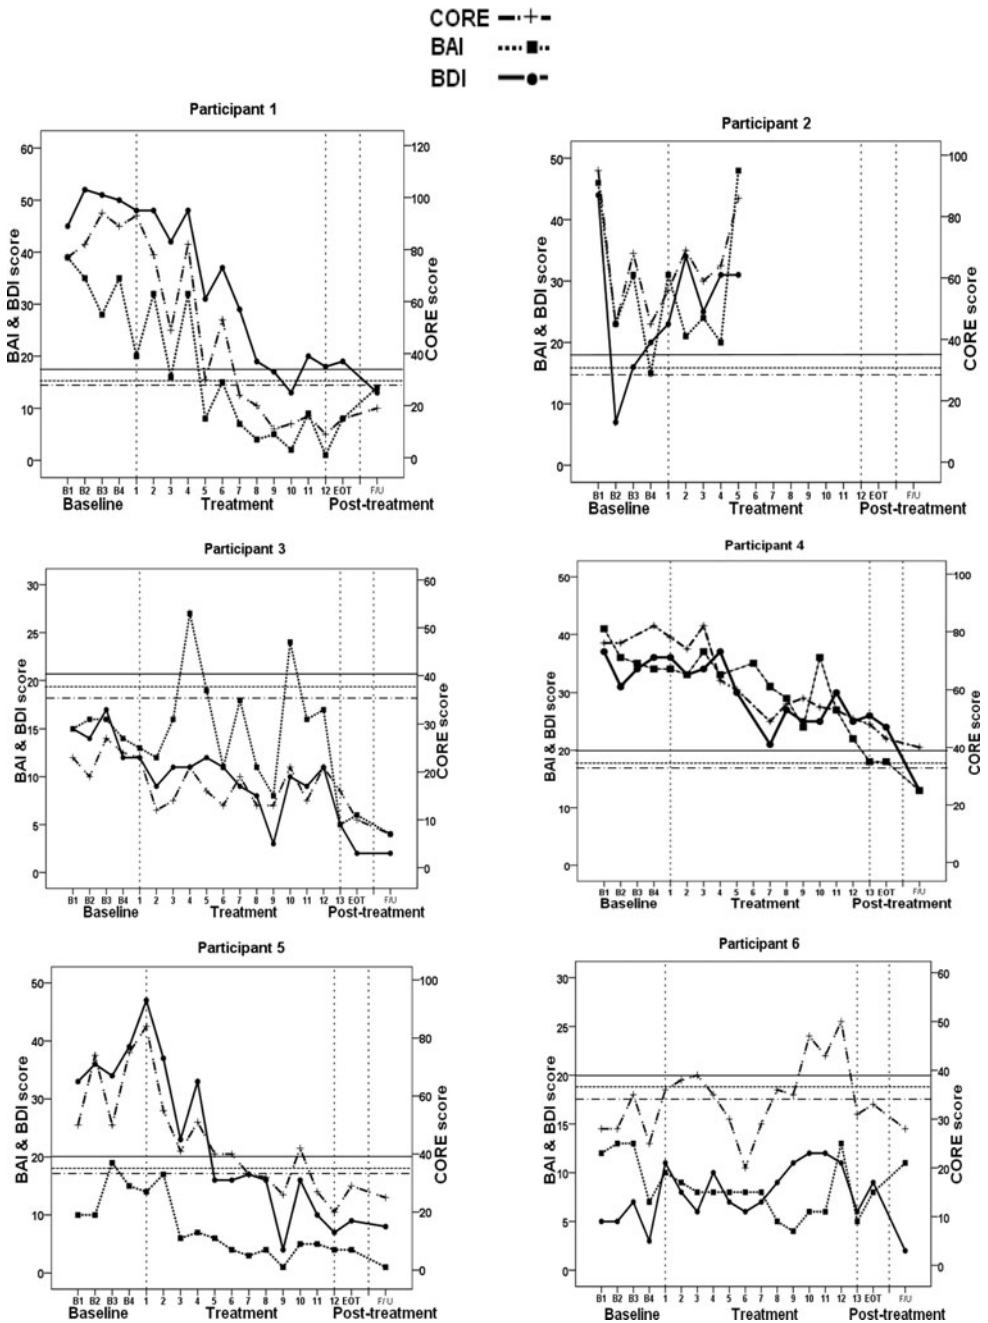 CORE
BAI
BDI
Participant 1
BAI & BDI score
60
50
40
30
20
10
0
120
100
80
60
40
20
0
CORE score
B1 B2 B3 B4 1 2 3 4 5 6 7 8 9 10 11 12 EOT F/U
Baseline Treatment Post-treatment
Participant 2
BAI & BDI score
50
40
30
20
10
0
100
80
60
40
20
0
CORE score
B1 B2 B3 B4 1 2 3 4 5 6 7 8 9 10 11 12 EOT F/U
Baseline Treatment Post-treatment
Participant 3
BAI & BDI score
30
25
20
15
10
5
0
60
50
40
30
20
10
0
CORE score
B1 B2 B3 B4 1 2 3 4 5 6 7 8 9 10 11 12 13 EOT F/U
Baseline Treatment Post-treatment
Participant 4
BAI & BDI score
50
40
30
20
10
0
100
80
60
40
20
0
CORE score
B1 B2 B3 B4 1 2 3 4 5 6 7 8 9 10 11 12 13 EOT F/U
Baseline Treatment Post-treatment
Participant 5
BAI & BDI score
50
40
30
20
10
0
100
80
60
40
20
0
CORE score
B1 B2 B3 B4 1 2 3 4 5 6 7 8 9 10 11 12 EOT F/U
Baseline Treatment Post-treatment
Participant 6
BAI & BDI score
30
25
20
15
10
5
0
60
50
40
30
20
10
0
CORE score
B1 B2 B3 B4 1 2 3 4 5 6 7 8 9 10 11 12 13 EOT F/U
Baseline Treatment Post-treatment